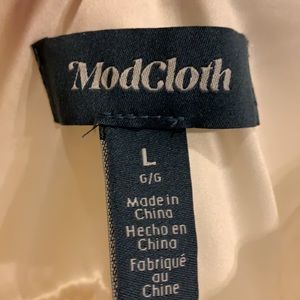 ModCloth
L
G/G
Made in
China
Hecho en
China
Fabriqué
au
Chine